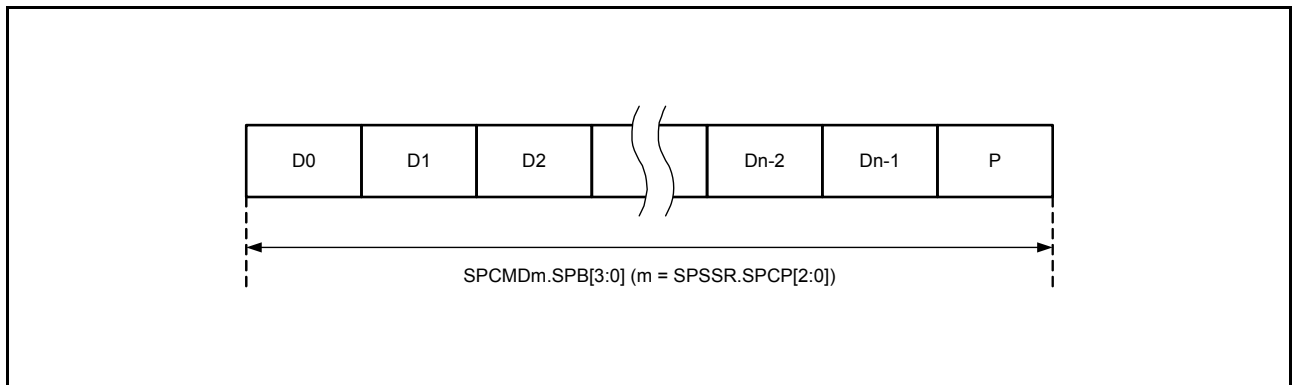 D0 D1 D2 Dn-2 Dn-1 P
SPCMDm.SPB[3:0] (m = SPSSR.SPCP[2:0])